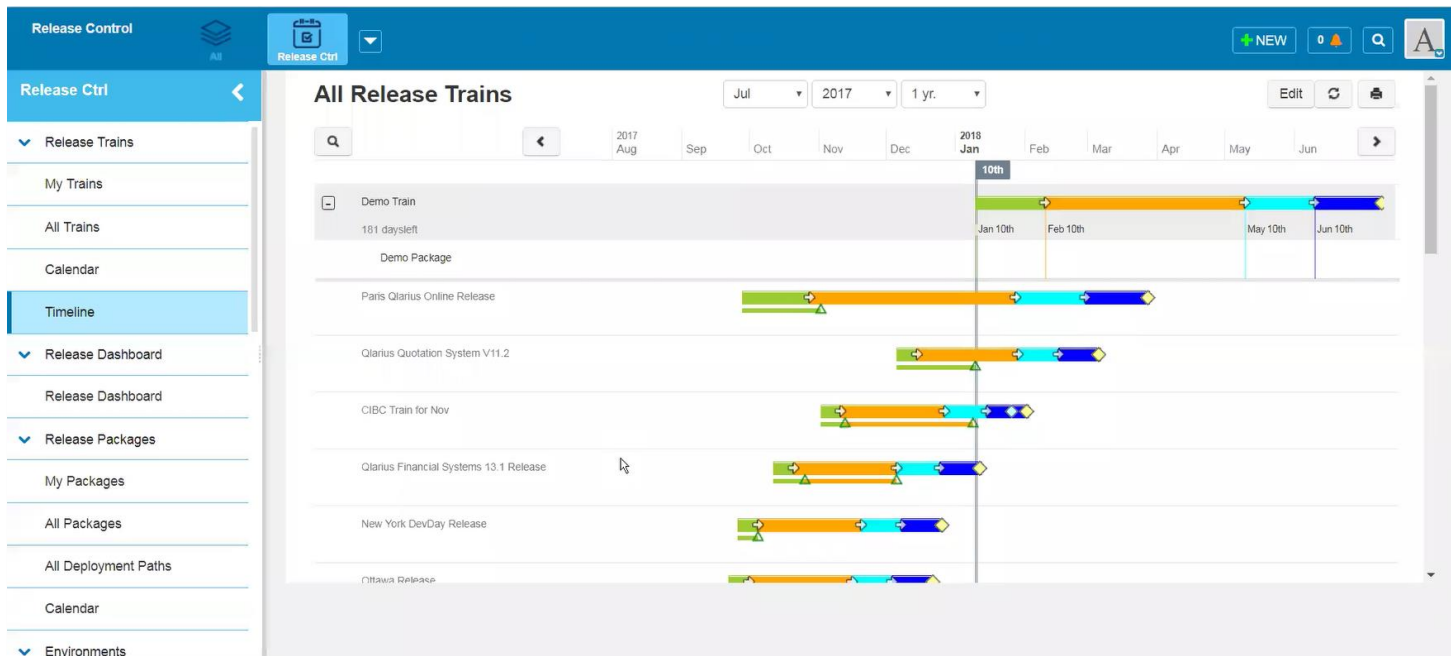 Release Control
All
Release Ctrl
NEW
0
A
Release Ctrl
Release Trains
My Trains
All Trains
Calendar
Timeline
Release Dashboard
Release Dashboard
Release Packages
My Packages
All Packages
All Deployment Paths
Calendar
Environments
All Release Trains
Jul
2017
1 yr.
Edit
2017
Aug
Sep
Oct
Nov
Dec
2018
Jan
Feb
Mar
Apr
May
Jun
10th
Demo Train
181 daysleft
Jan 10th
Feb 10th
May 10th
Jun 10th
Demo Package
Paris Qlarius Online Release
Qlarius Quotation System V11.2
CIBC Train for Nov
Qlarius Financial Systems 13.1 Release
New York DevDay Release
Ottawa Release